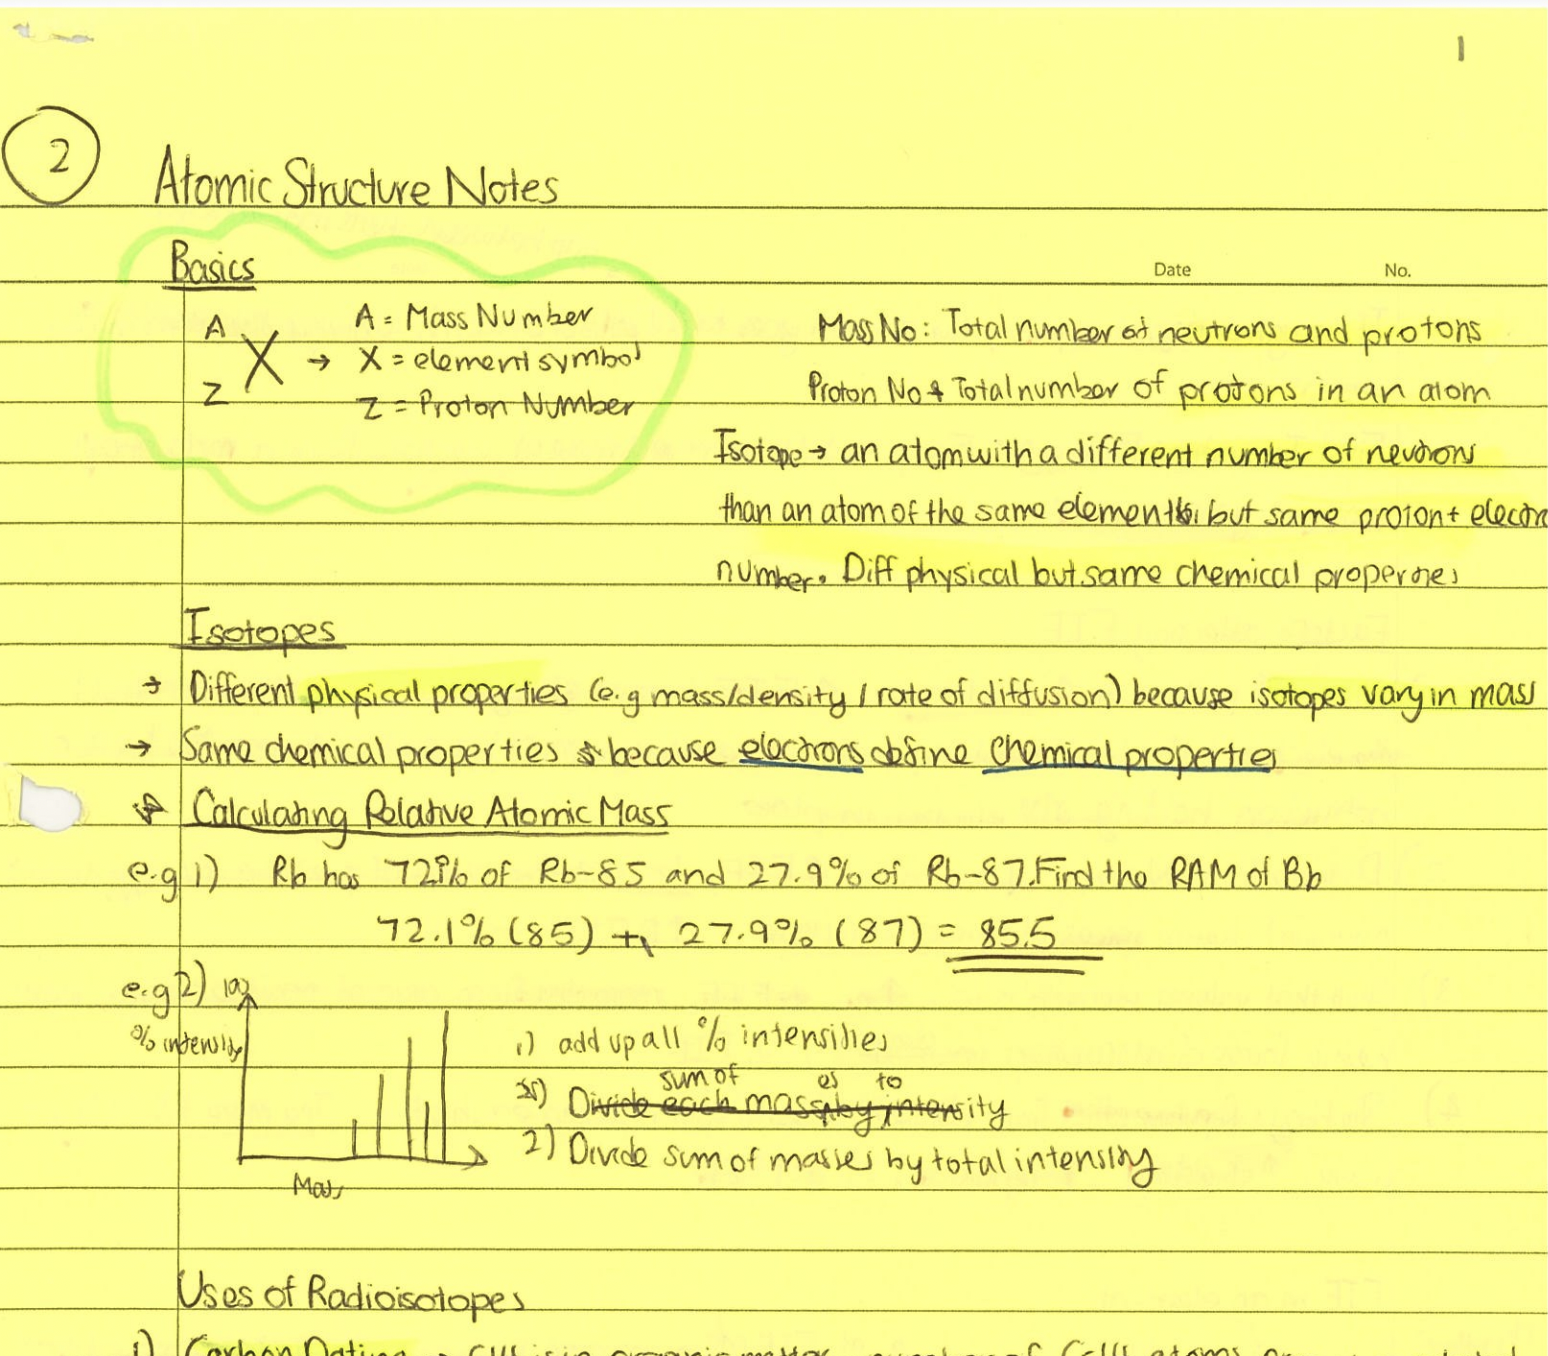 1
2
Atomic Structure Notes
Basics
Date No.
A
X
Z
→
A = Mass Number
X = element symbol
Z = Proton Number
Mass No: Total number of neutrons and protons
Proton No: Total number of protons in an atom
Isotope → an atom with a different number of neutrons
than an atom of the same element but same proton + electro
number. Diff physical but same chemical properties
Isotopes
→ Different physical properties (e.g mass/density / rate of diffusion) because isotopes vary in mass
→ Same chemical properties because electrons define chemical properties
Calculating Relative Atomic Mass
e.g 1) Rb has 72.1% of Rb-85 and 27.9% of Rb-87. Find the RAM of Rb
72.1% (85) + 27.9% (87) = 85.5
e.g 2) 100
% intensity
Mass
1) add up all % intensities
sum of es to
Divide each mass by intensity
2) Divide sum of masses by total intensity
Uses of Radioisotopes
1) Carbon Dating →